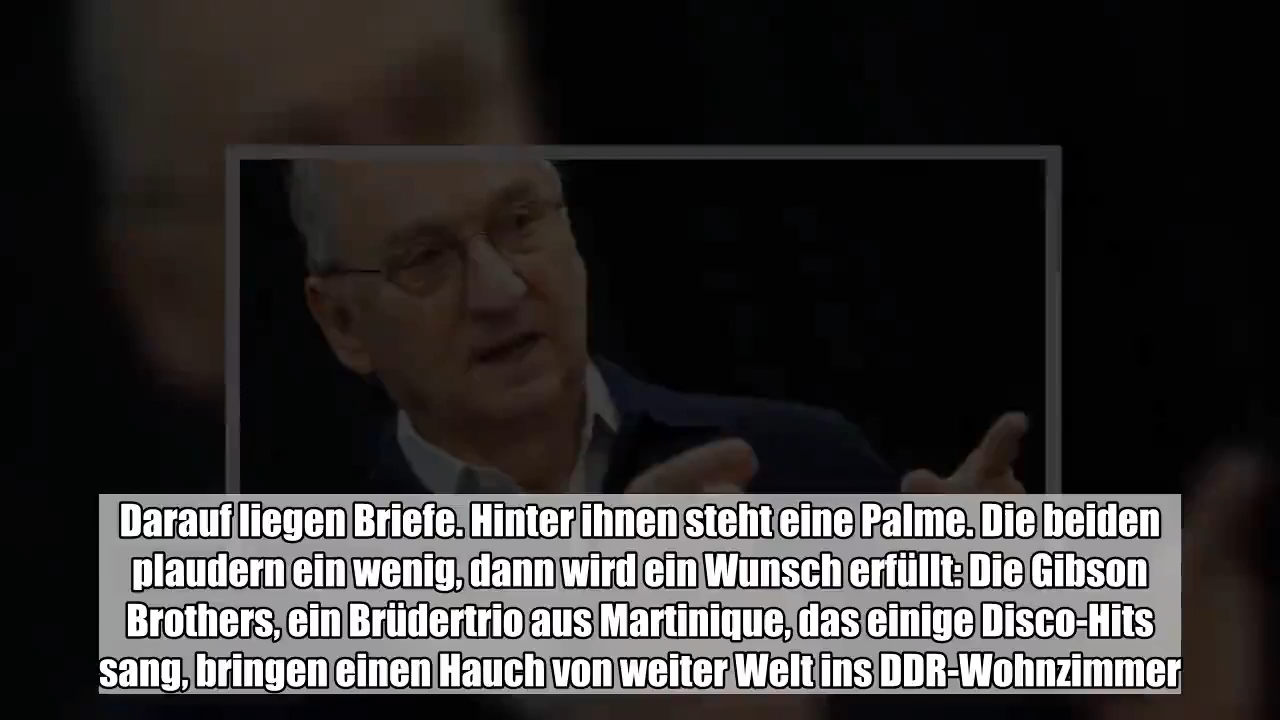 Darauf liegen Briefe. Hinter ihnen steht eine Palme. Die beiden
plaudern ein wenig, dann wird ein Wunsch erfüllt: Die Gibson
Brothers, ein Brüdertrio aus Martinique, das einige Disco-Hits
sang, bringen einen Hauch von weiter Welt ins DDR-Wohnzimmer